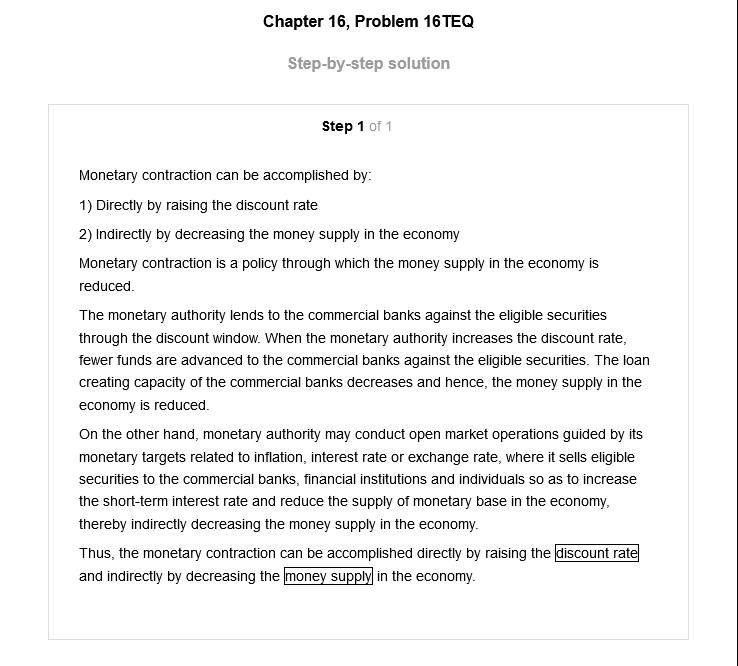 Chapter 16, Problem 16TEQ
Step-by-step solution
Step 1 of 1
Monetary contraction can be accomplished by:
1) Directly by raising the discount rate
2) Indirectly by decreasing the money supply in the economy
Monetary contraction is a policy through which the money supply in the economy is
reduced.
The monetary authority lends to the commercial banks against the eligible securities
through the discount window. When the monetary authority increases the discount rate,
fewer funds are advanced to the commercial banks against the eligible securities. The loan
creating capacity of the commercial banks decreases and hence, the money supply in the
economy is reduced.
On the other hand, monetary authority may conduct open market operations guided by its
monetary targets related to inflation, interest rate or exchange rate, where it sells eligible
securities to the commercial banks, financial institutions and individuals so as to increase
the short-term interest rate and reduce the supply of monetary base in the economy,
thereby indirectly decreasing the money supply in the economy.
Thus, the monetary contraction can be accomplished directly by raising the discount rate
and indirectly by decreasing the money supply in the economy.